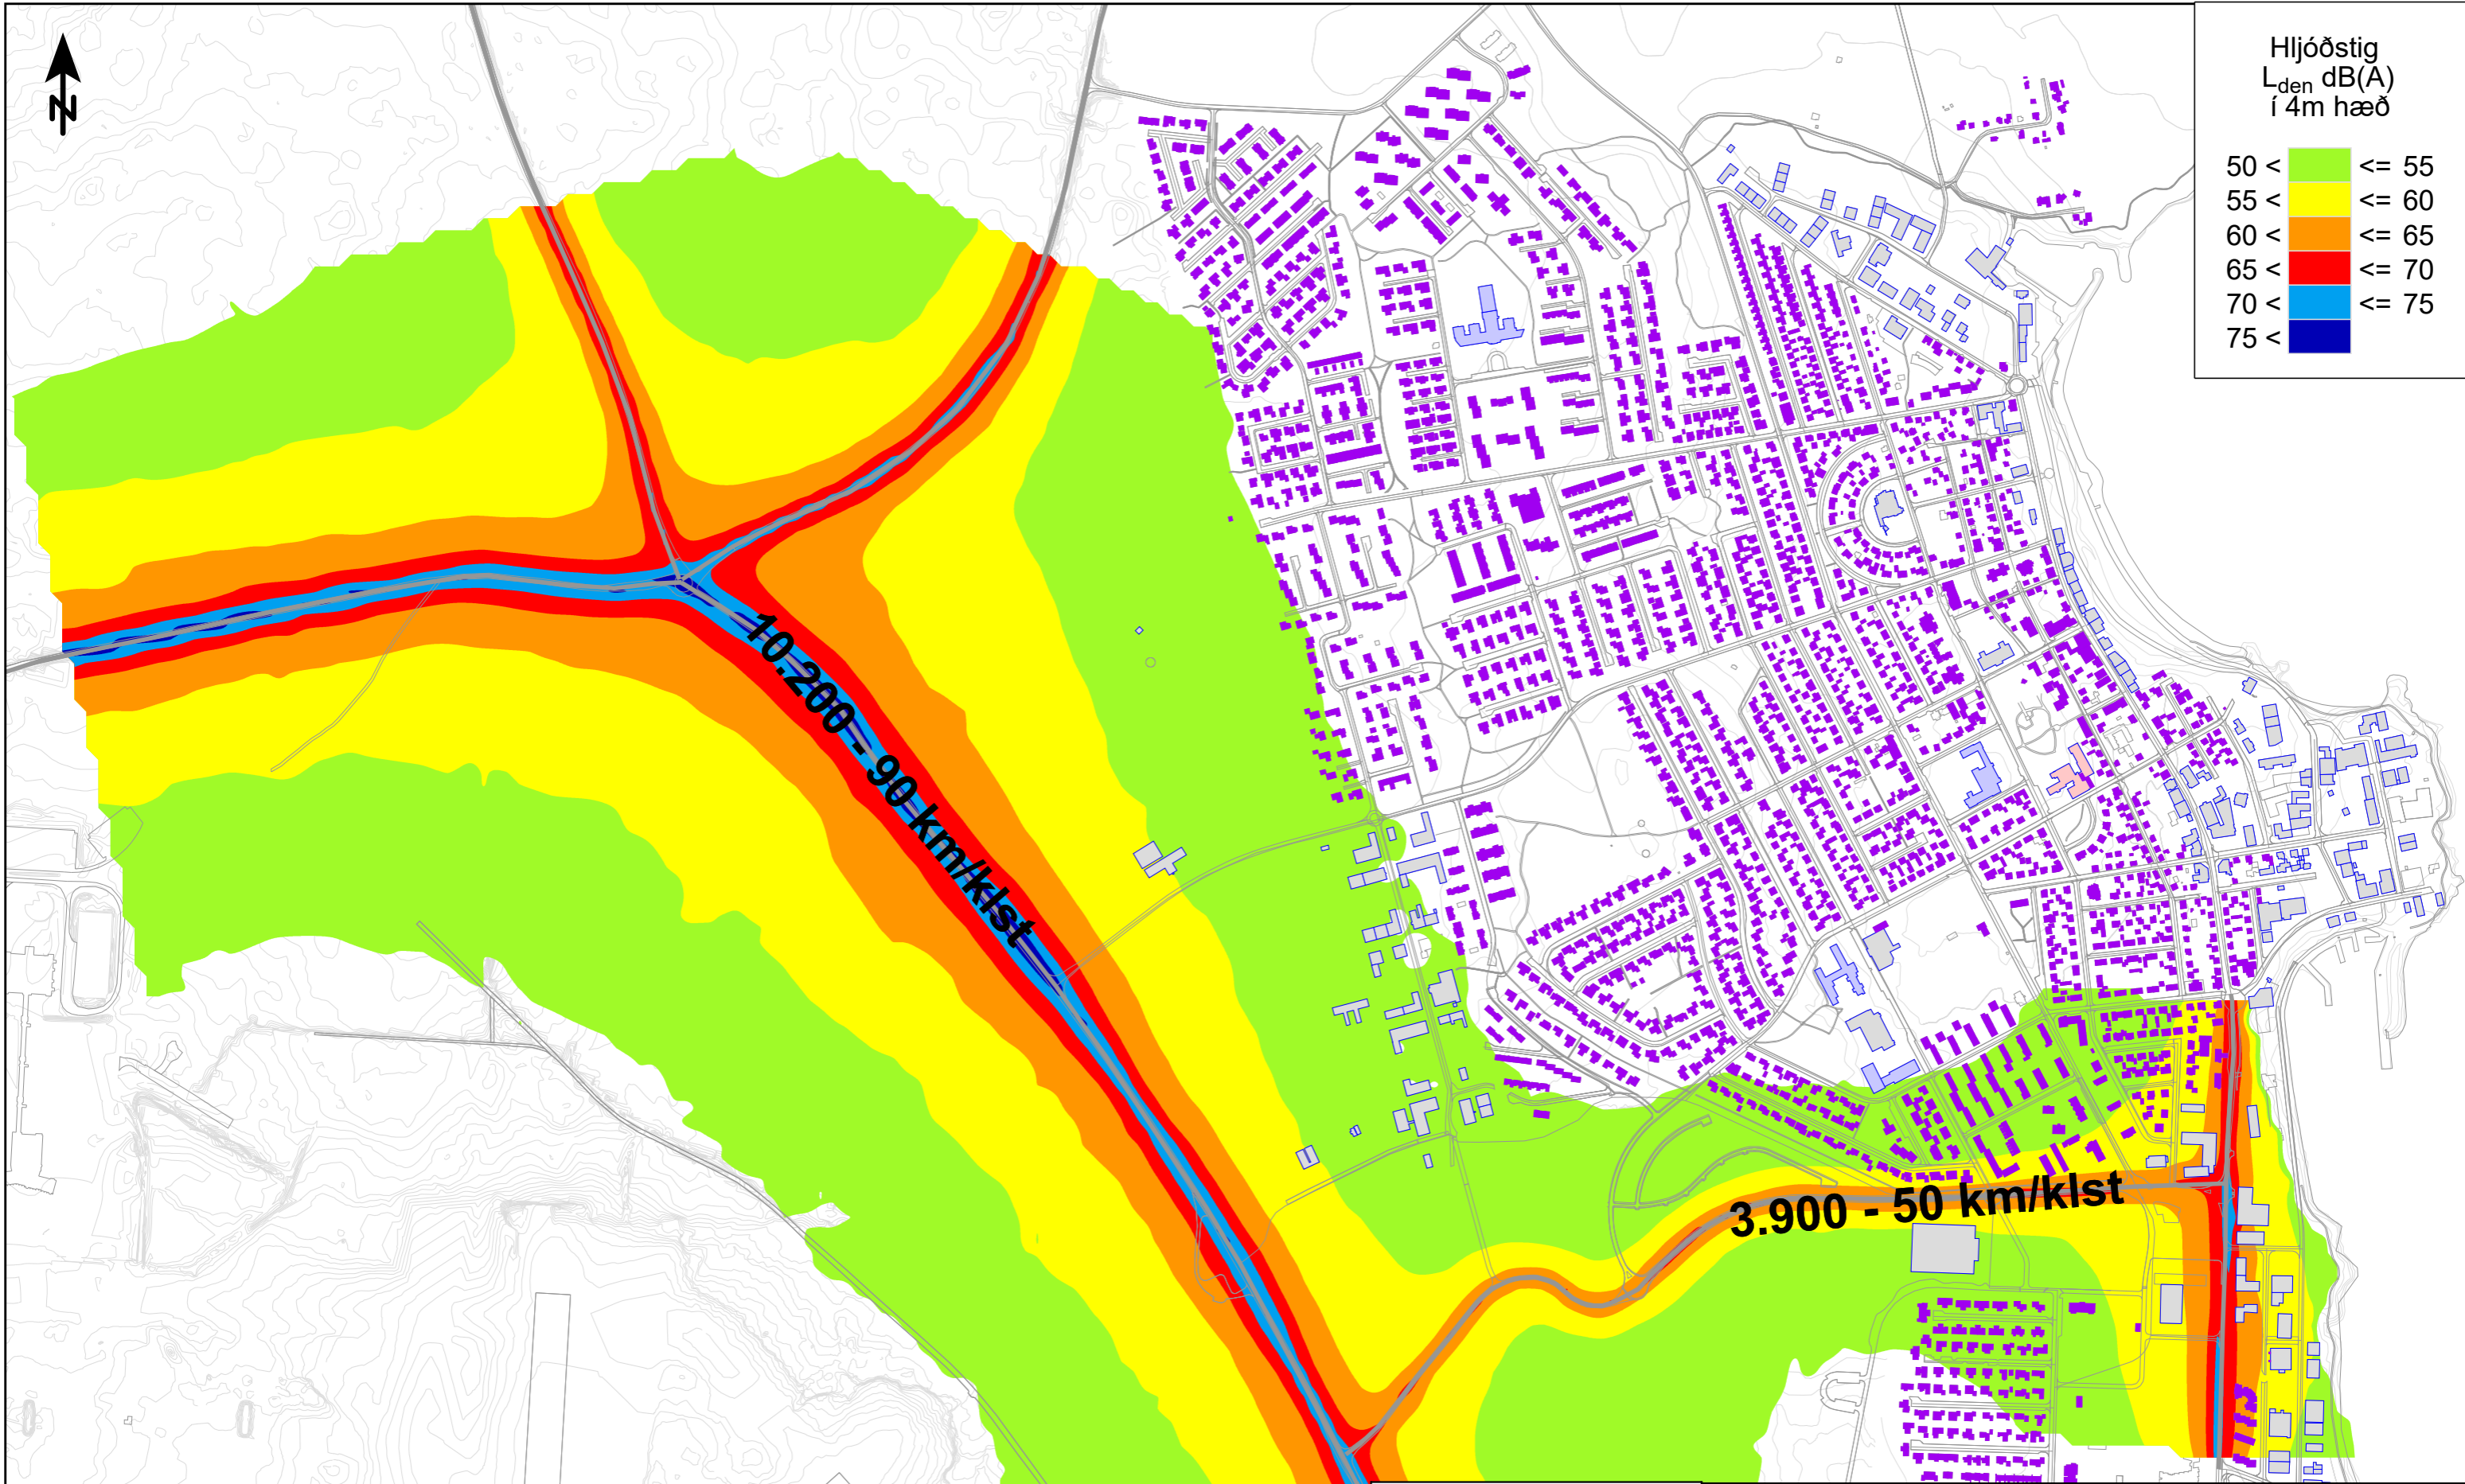 N
Hljóðstig
Lden dB(A)
í 4m hæð
50 < <= 55
55 < <= 60
60 < <= 65
65 < <= 70
70 < <= 75
75 <
10.200 - 90 km/klst
3.900 - 50 km/klst